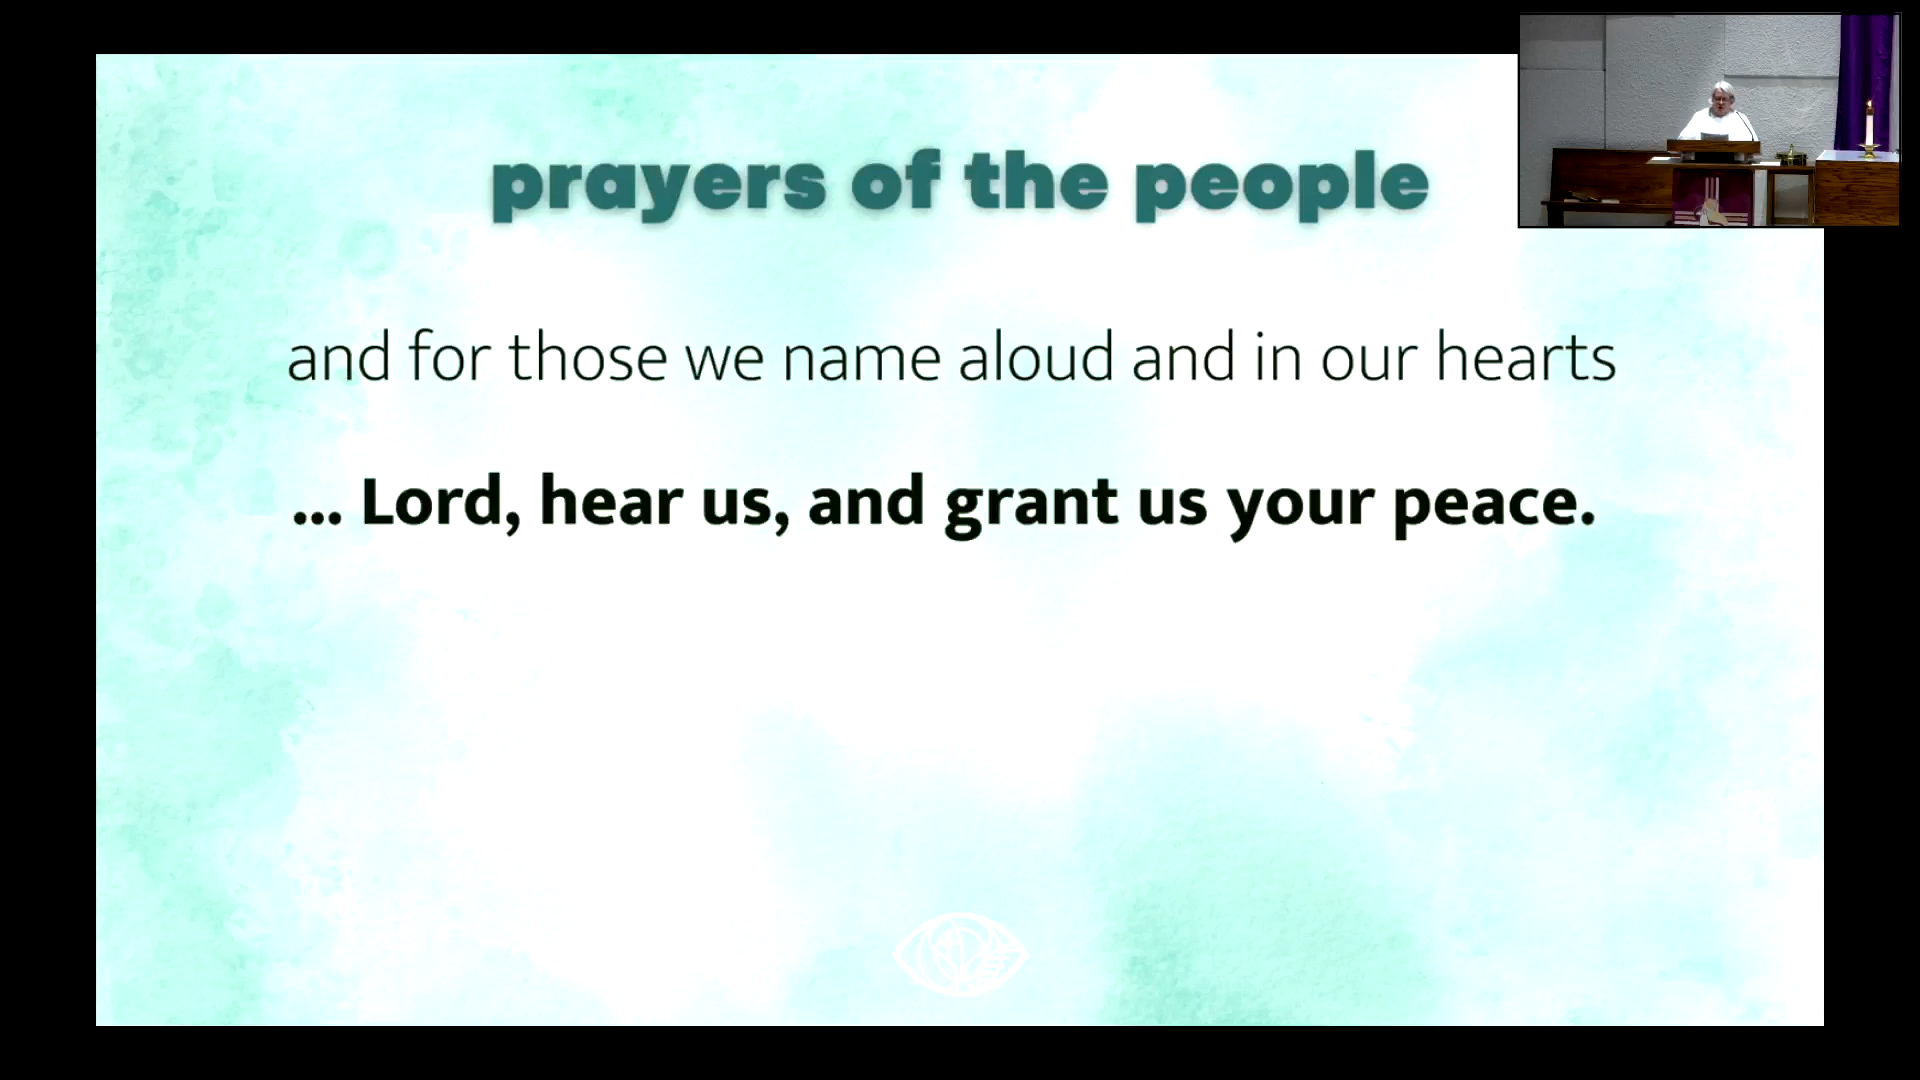 prayers of the people
and for those we name aloud and in our hearts
... Lord, hear us, and grant us your peace.